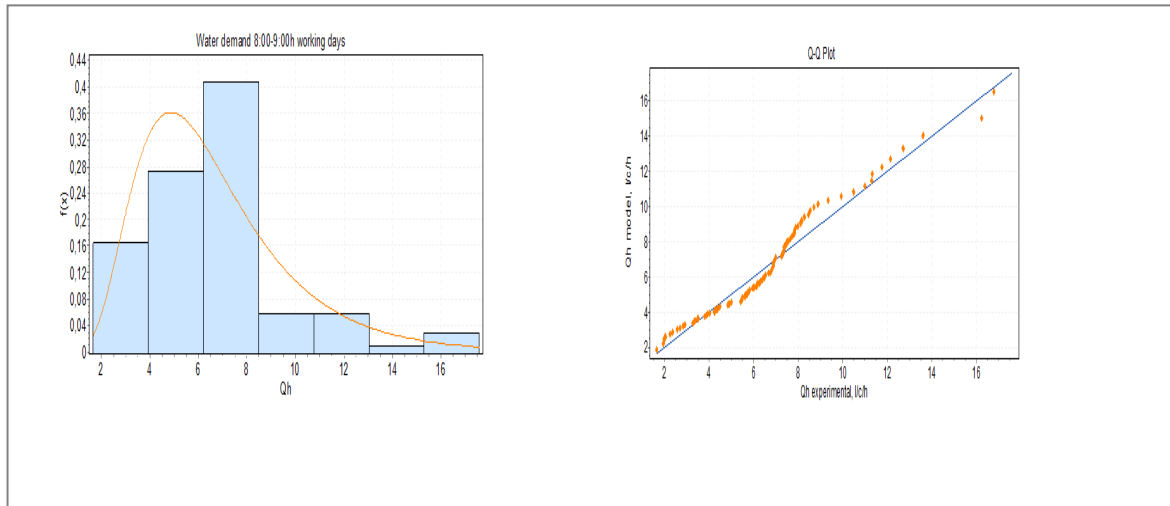 Water demand 8:00-9:00h working days
f(x)
0,44
0,4
0,36
0,32
0,28
0,24
0,2
0,16
0,12
0,08
0,04
0
2 4 6 8 10 12 14 16
Qh
Q-Q Plot
Qh model, l/c/h
16
14
12
10
8
6
4
2
2 4 6 8 10 12 14 16
Qh experimental, l/c/h